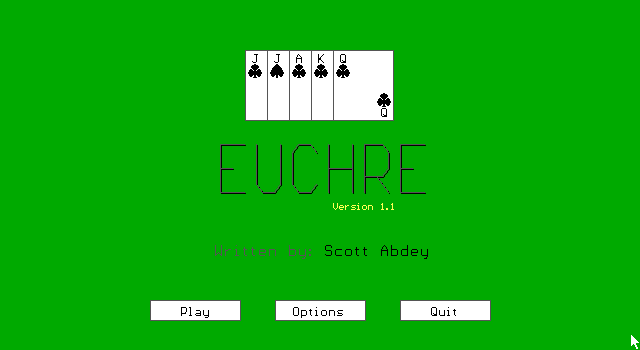 J J A K Q
Q
EUCHRE
Version 1.1
Written by: Scott Abdey
Play Options Quit